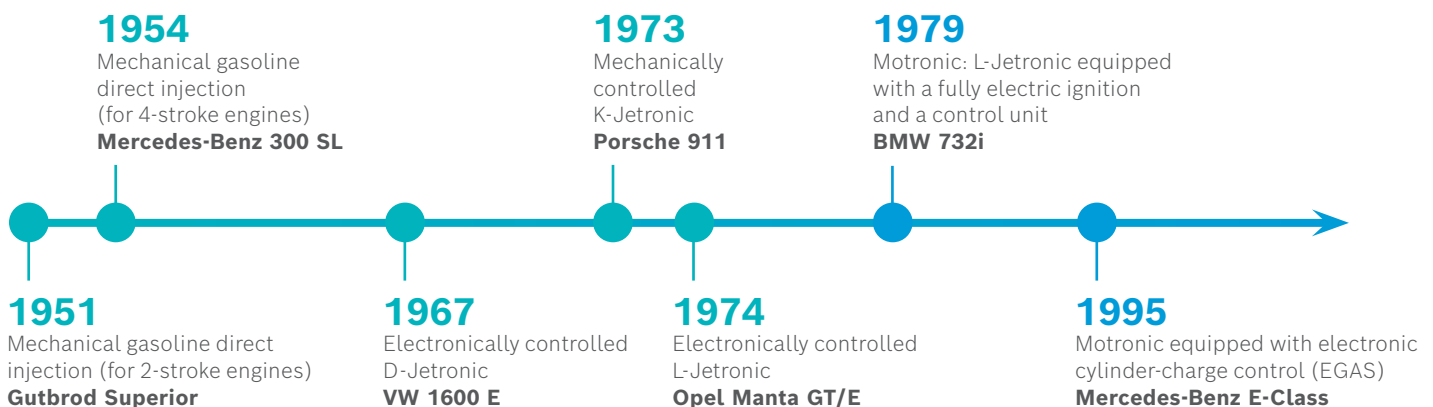 1954
Mechanical gasoline
direct injection
(for 4-stroke engines)
Mercedes-Benz 300 SL
1973
Mechanically
controlled
K-Jetronic
Porsche 911
1979
Motronic: L-Jetronic equipped
with a fully electric ignition
and a control unit
BMW 732i
1951
Mechanical gasoline direct
injection (for 2-stroke engines)
Gutbrod Superior
1967
Electronically controlled
D-Jetronic
VW 1600 E
1974
Electronically controlled
L-Jetronic
Opel Manta GT/E
1995
Motronic equipped with electronic
cylinder-charge control (EGAS)
Mercedes-Benz E-Class